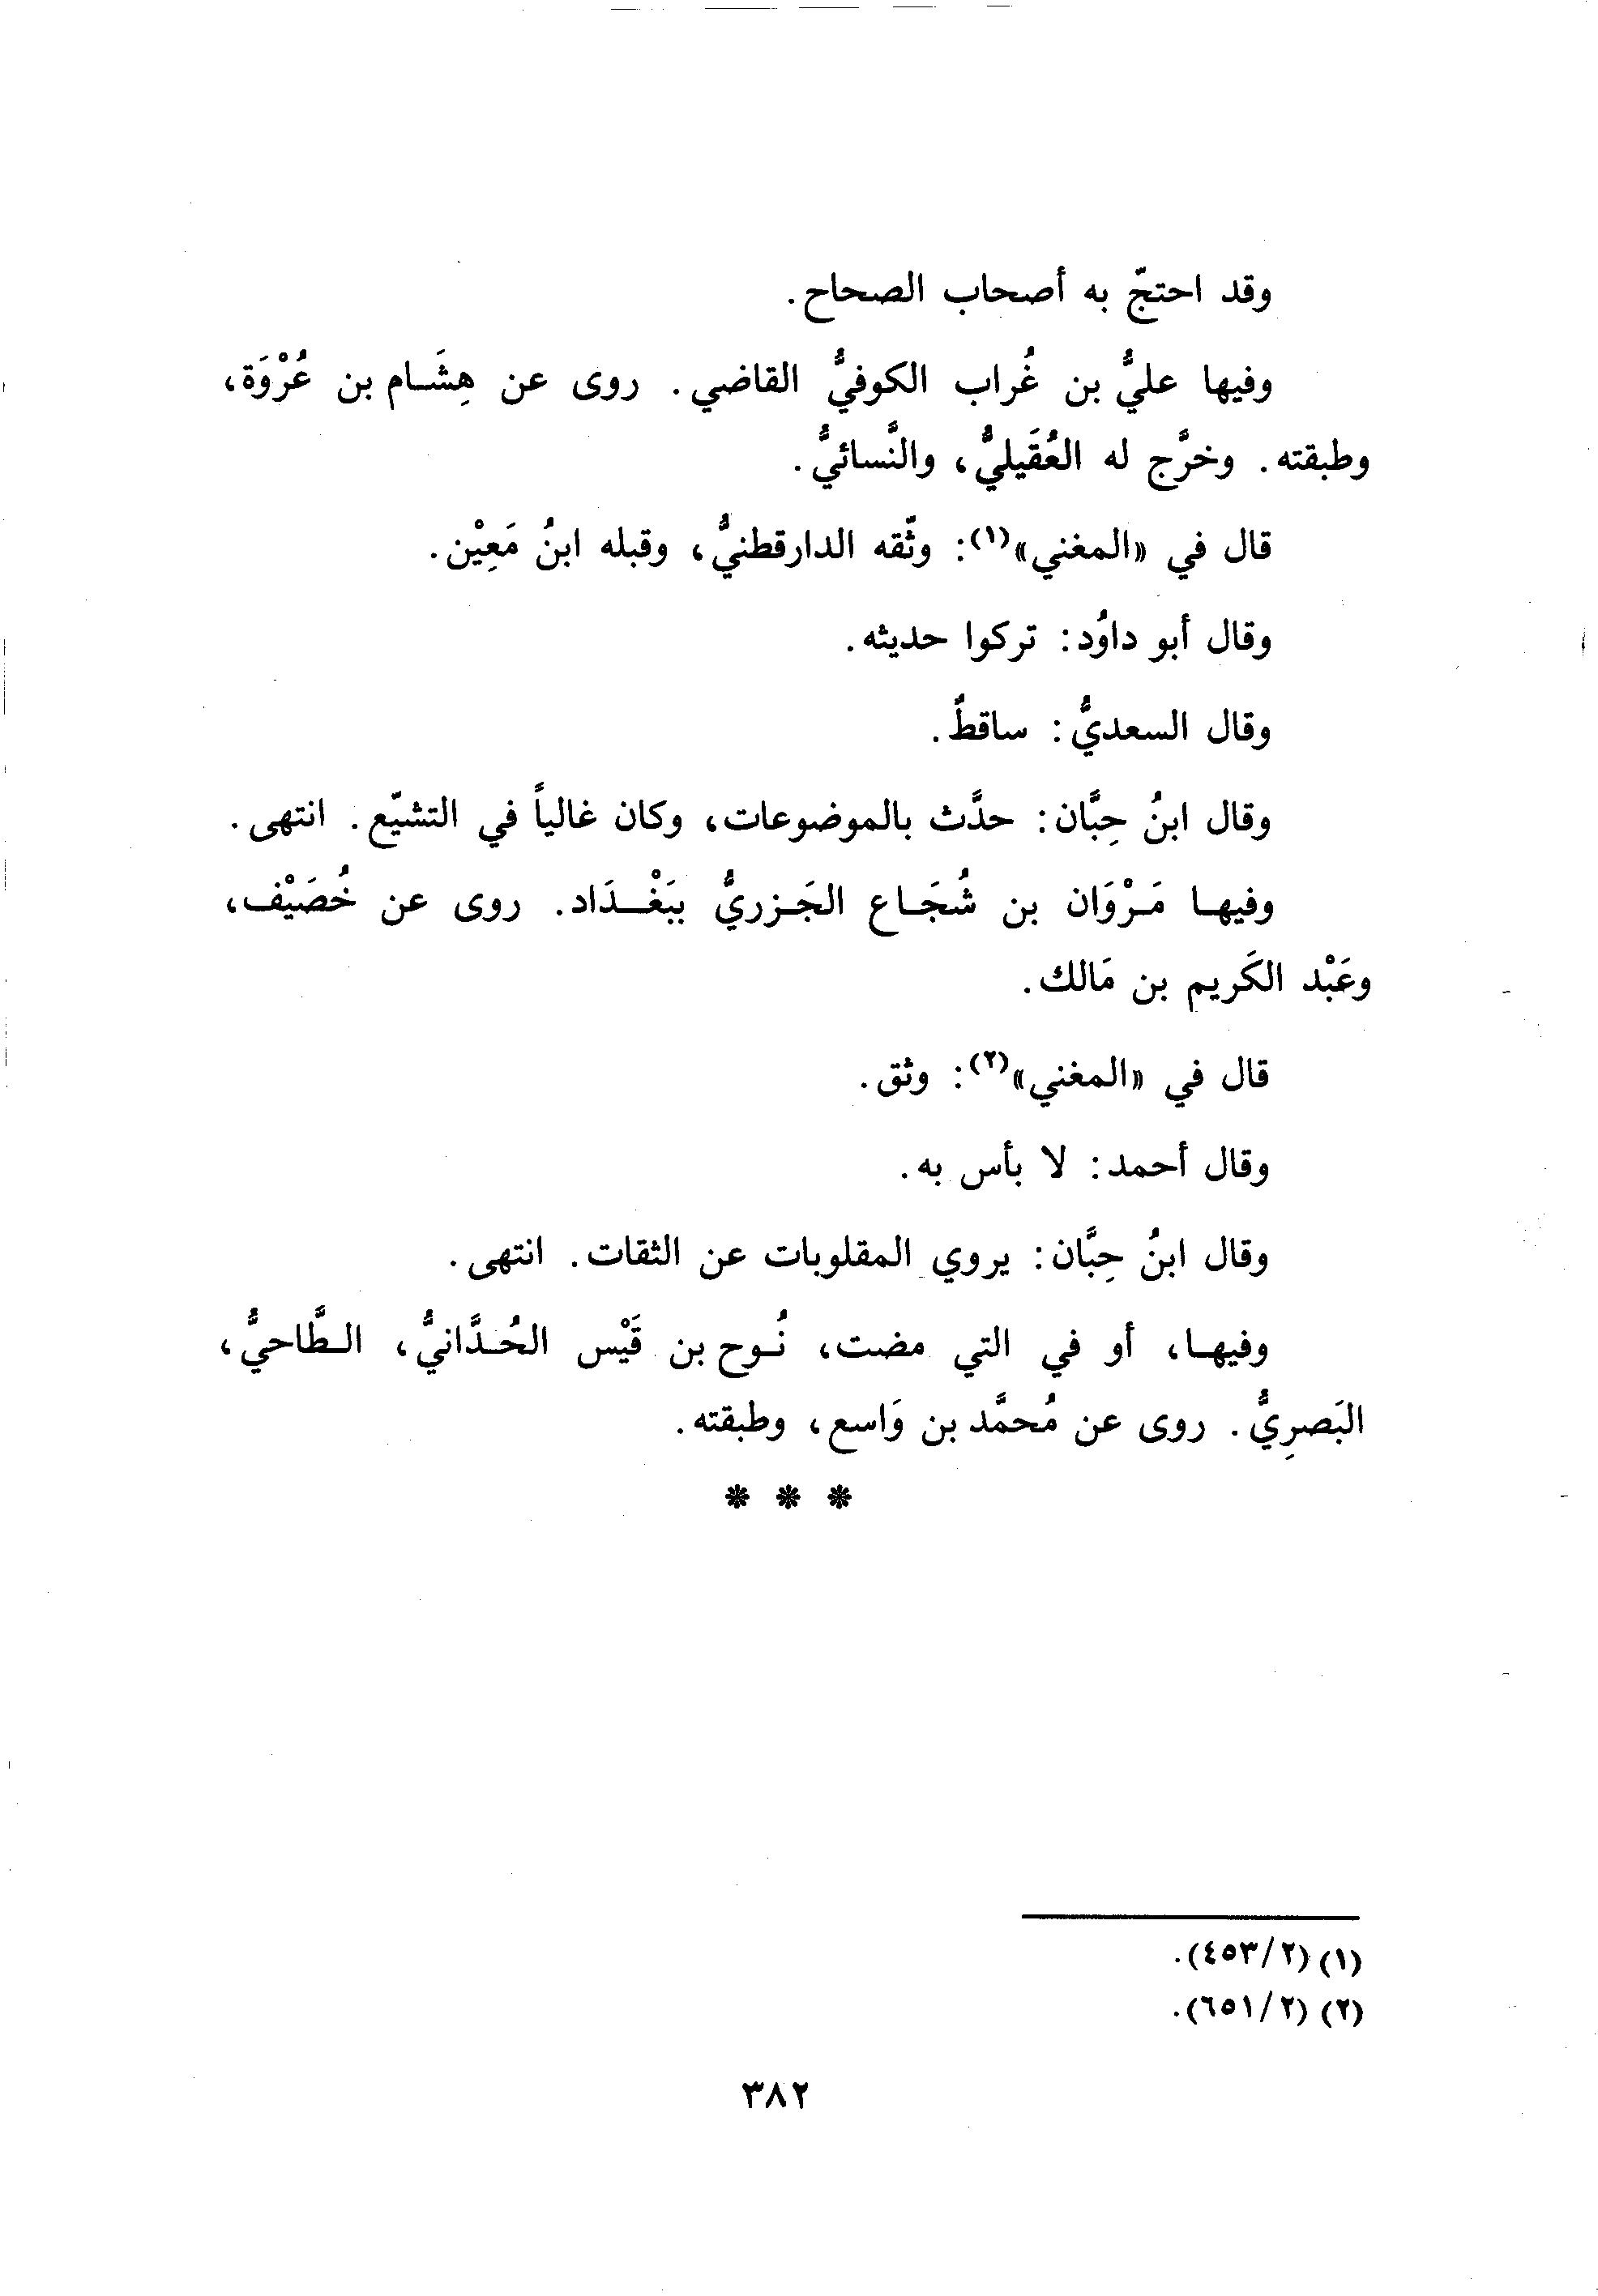 وقد احتجّ به أصحاب الصحاح.
وفيها عليُّ بن غُراب الكوفيُّ القاضي. روى عن هِشَام بن عُرْوَة،
وطبقته. وخرَّج له العُقَيليُّ، والنَّسائيُّ.
قال في «المغني»(١): وثّقه الدارقطنيُّ، وقبله ابنُ مَعِيْن.
وقال أبو داوُد: تركوا حديثه.
وقال السعديُّ: ساقطٌ.
وقال ابنُ حِبَّان: حدَّث بالموضوعات، وكان غالياً في التشيّع. انتهى.
وفيها مَرْوَان بن شُجَاع الجَزريُّ ببَغْدَاد. روى عن خُصَيْف،
وعَبْد الكَريم بن مَالك.
قال في «المغني»(٢): وثق.
وقال أحمد: لا بأس به.
وقال ابنُ حِبَّان: يروي المقلوبات عن الثقات. انتهى.
وفيها، أو في التي مضت، نُوح بن قَيْس الحُدَّانيُّ، الطَّاحيُّ،
البَصرِيُّ. روى عن مُحمَّد بن وَاسع، وطبقته.
* * *
(١) (٢/ ٤٥٣).
(٢) (٢/ ٦٥١).
٣٨٢